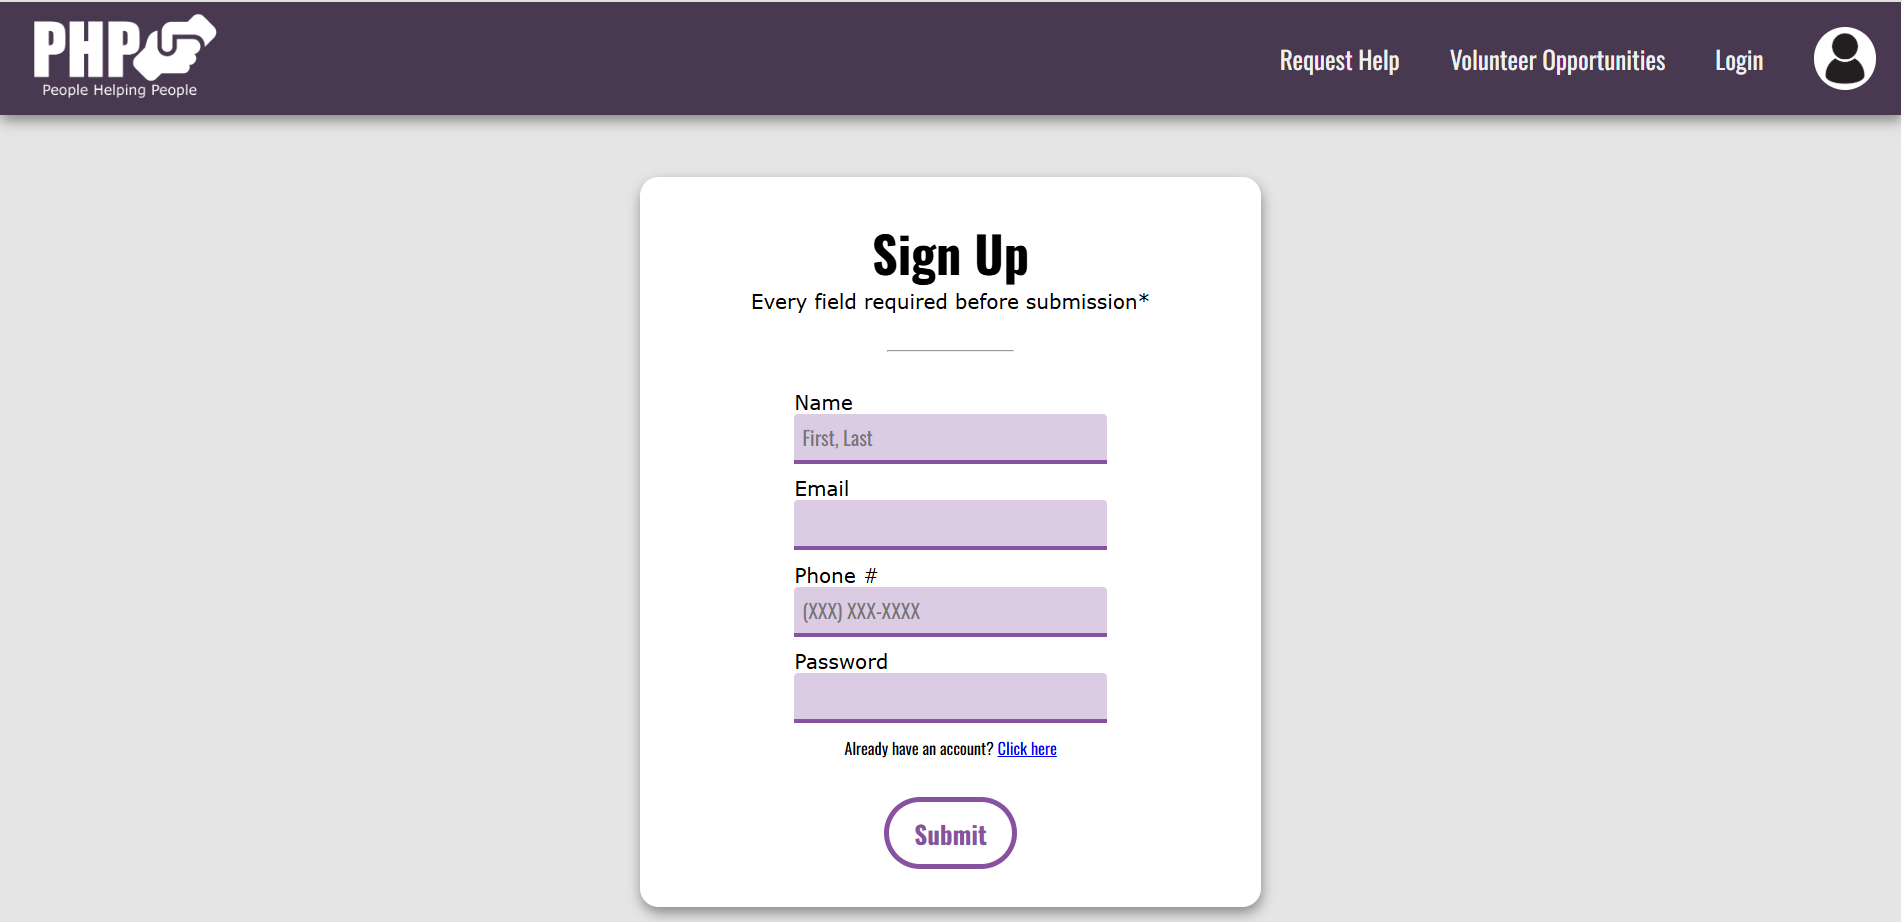 PHP
People Helping People
Request Help
Volunteer Opportunities
Login
Sign Up
Every field required before submission*
Name
First, Last
Email
Phone #
(XXX) XXX-XXXX
Password
Already have an account? Click here
Submit